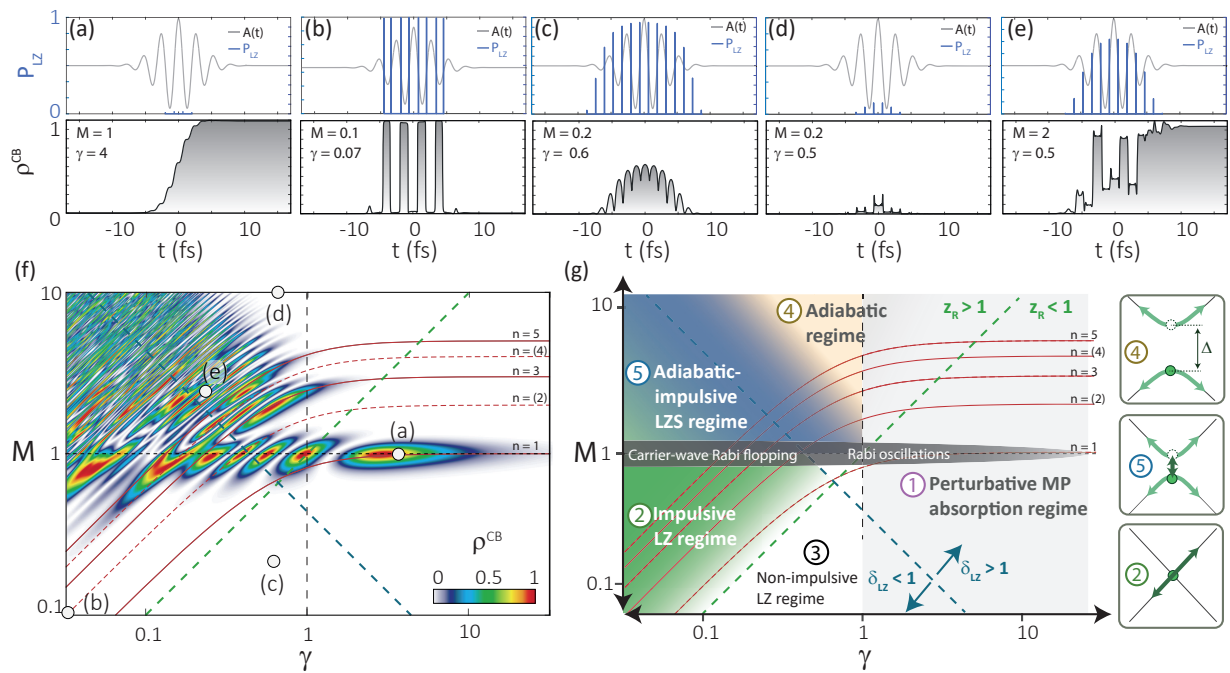 (a) A(t) P_LZ
(b) A(t) P_LZ
(c) A(t) P_LZ
(d) A(t) P_LZ
(e) A(t) P_LZ
P_LZ 1 0
ρ^CB 1 0
M = 1
γ = 4
M = 0.1
γ = 0.07
M = 0.2
γ = 0.6
M = 0.2
γ = 0.5
M = 2
γ = 0.5
-10 0 10
t (fs)
-10 0 10
t (fs)
-10 0 10
t (fs)
-10 0 10
t (fs)
-10 0 10
t (fs)
(f)
10
(d)
n = 5
n = (4)
(e)
n = 3
n = (2)
M
(a)
n = 1
1
ρ^CB
(c)
0 0.5 1
0.1
(b)
0.1 1 10
γ
(g)
10
④ Adiabatic
regime
z_R > 1 z_R < 1
n = 5
n = (4)
⑤ Adiabatic-
impulsive
LZS regime
n = 3
n = (2)
M
1
n = 1
Carrier-wave Rabi flopping Rabi oscillations
① Perturbative MP
absorption regime
② Impulsive
LZ regime
③
Non-impulsive
LZ regime
δ_LZ < 1 δ_LZ > 1
0.1
0.1 1 10
γ
④ Δ
⑤
②